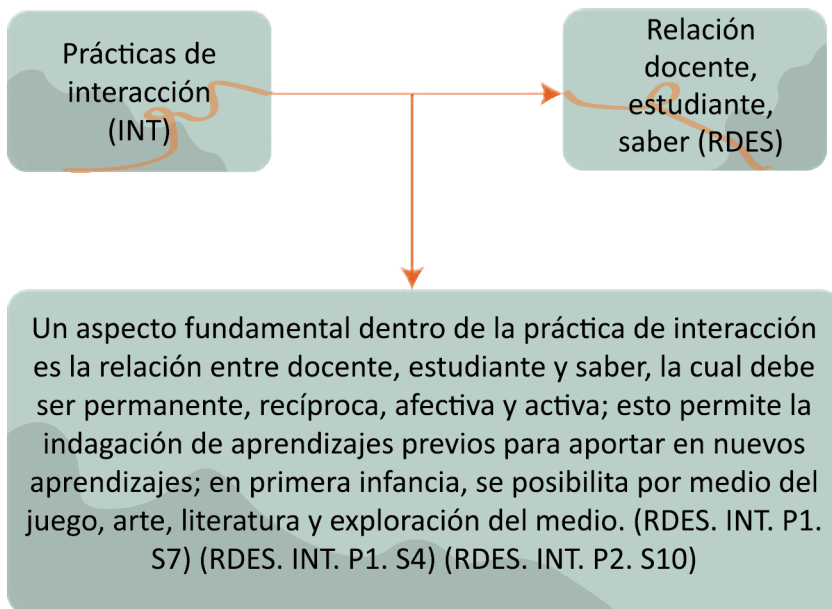 Prácticas de
interacción
(INT)
Relación
docente,
estudiante,
saber (RDES)
Un aspecto fundamental dentro de la práctica de interacción
es la relación entre docente, estudiante y saber, la cual debe
ser permanente, recíproca, afectiva y activa; esto permite la
indagación de aprendizajes previos para aportar en nuevos
aprendizajes; en primera infancia, se posibilita por medio del
juego, arte, literatura y exploración del medio. (RDES. INT. P1.
S7) (RDES. INT. P1. S4) (RDES. INT. P2. S10)